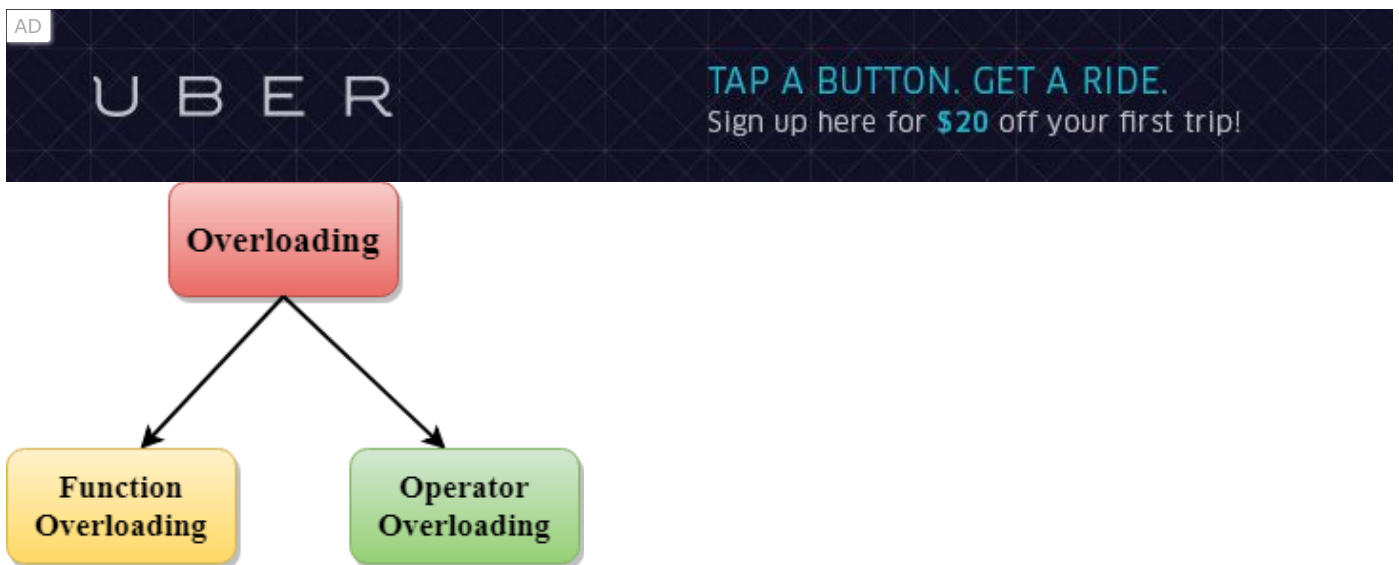 AD
UBER
TAP A BUTTON. GET A RIDE.
Sign up here for $20 off your first trip!
Overloading
Function
Overloading
Operator
Overloading